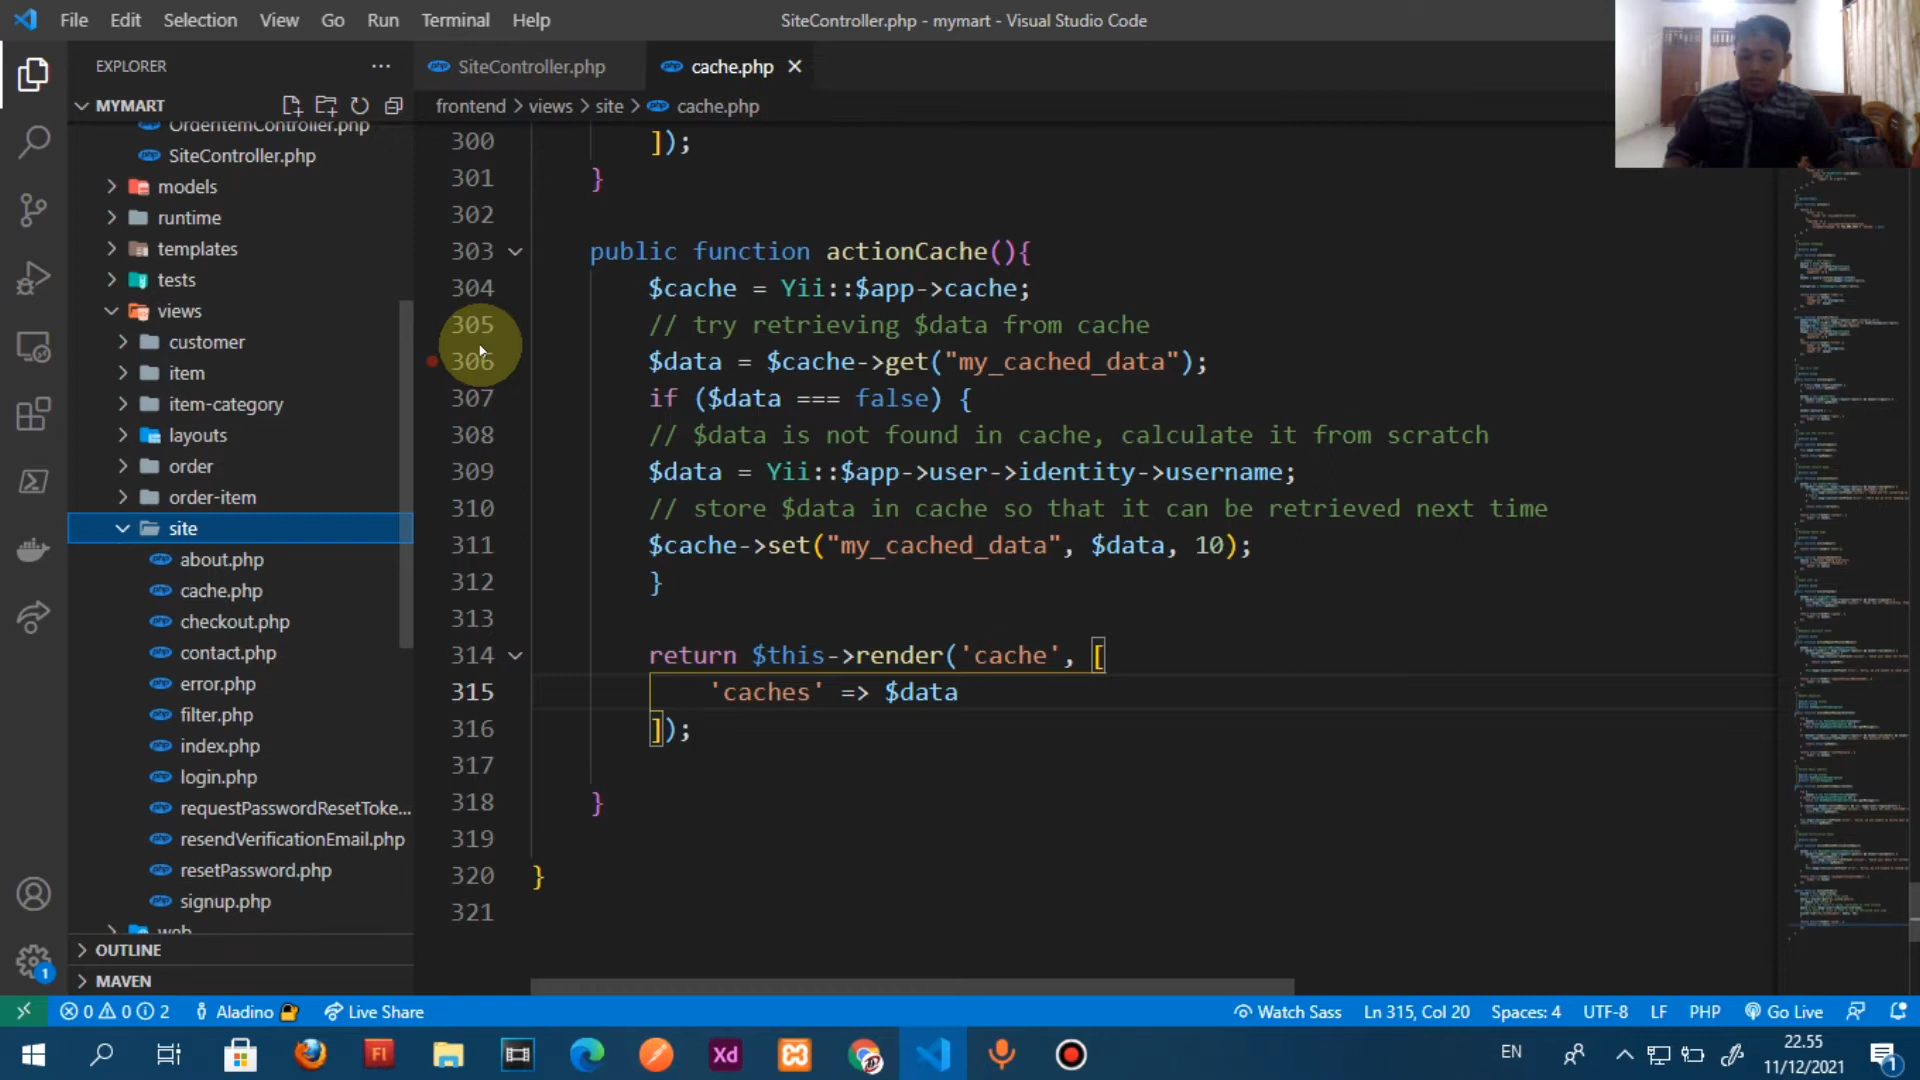 File Edit Selection View Go Run Terminal Help
SiteController.php - mymart - Visual Studio Code
EXPLORER
MYMART
OrderItemController.php
SiteController.php
models
runtime
templates
tests
views
customer
item
item-category
layouts
order
order-item
site
about.php
cache.php
checkout.php
contact.php
error.php
filter.php
index.php
login.php
requestPasswordResetToke...
resendVerificationEmail.php
resetPassword.php
signup.php
web
OUTLINE
MAVEN
SiteController.php
cache.php
frontend > views > site > cache.php
300 ]);
301 }
302
303 public function actionCache(){
304 $cache = Yii::$app->cache;
305 // try retrieving $data from cache
306 $data = $cache->get("my_cached_data");
307 if ($data === false) {
308 // $data is not found in cache, calculate it from scratch
309 $data = Yii::$app->user->identity->username;
310 // store $data in cache so that it can be retrieved next time
311 $cache->set("my_cached_data", $data, 10);
312 }
313
314 return $this->render('cache', [
315 'caches' => $data
316 ]);
317
318 }
319
320 }
321
0 0 2 Aladino Live Share
Watch Sass Ln 315, Col 20 Spaces: 4 UTF-8 LF PHP Go Live
1
Fl
Xd
EN
22.55
11/12/2021
1